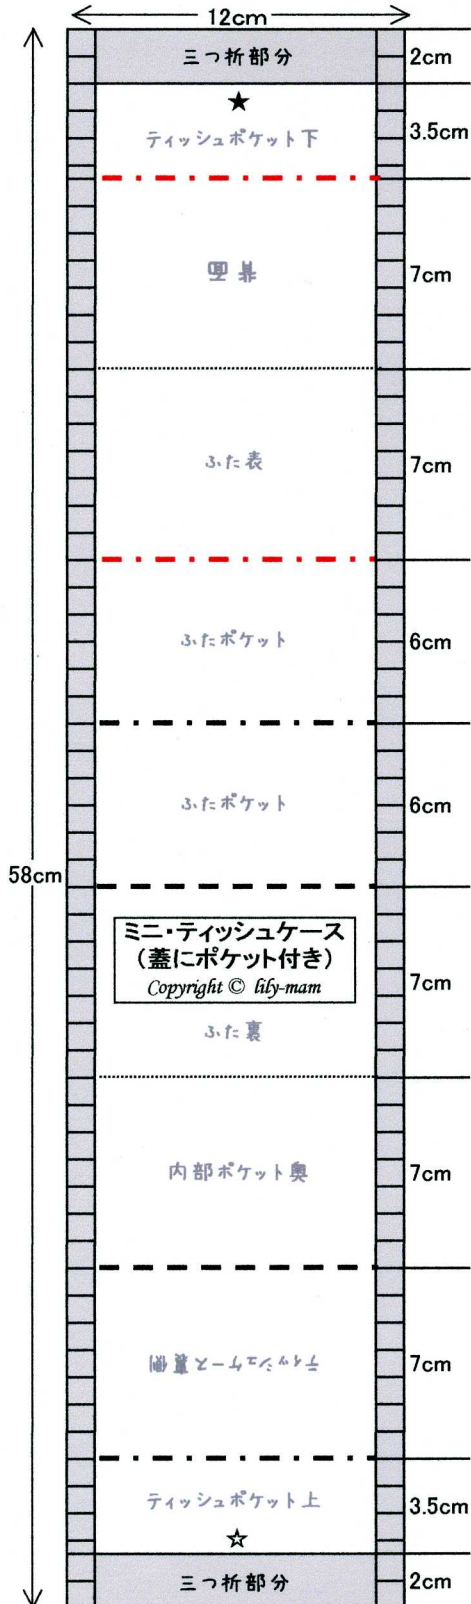 12cm
三つ折部分
2cm
★
ティッシュポケット下
3.5cm
背面
7cm
ふた表
7cm
ふたポケット
6cm
ふたポケット
6cm
58cm
ミニ・ティッシュケース
(蓋にポケット付き)
Copyright © lily-mam
7cm
ふた裏
内部ポケット奥
7cm
ティッシュケース裏側
7cm
ティッシュポケット上
3.5cm
☆
三つ折部分
2cm